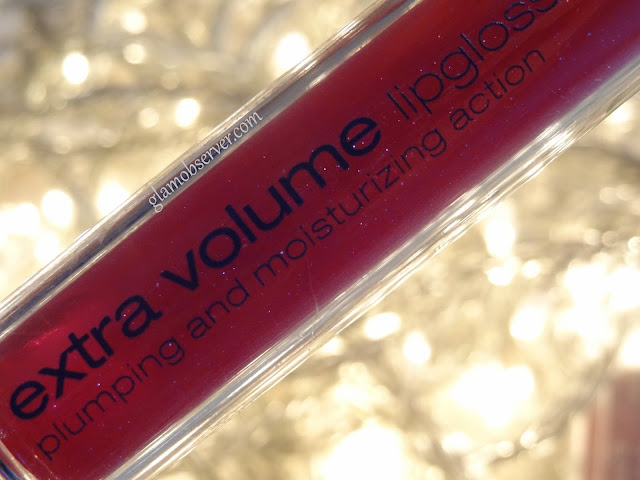 glamobserver.com
extra volume lipgloss
plumping and moisturizing action